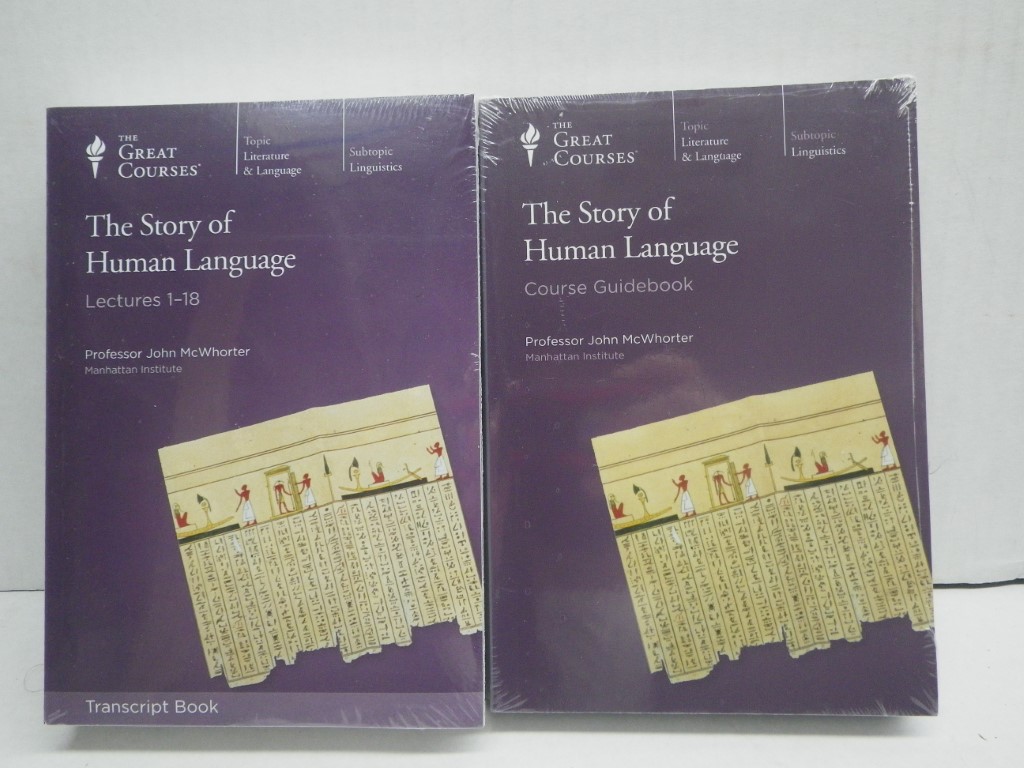 THE
GREAT
COURSES®
Topic
Literature
& Language
Subtopic
Linguistics
The Story of
Human Language
Lectures 1–18
Professor John McWhorter
Manhattan Institute
Transcript Book
THE
GREAT
COURSES®
Topic
Literature
& Language
Subtopic
Linguistics
The Story of
Human Language
Course Guidebook
Professor John McWhorter
Manhattan Institute